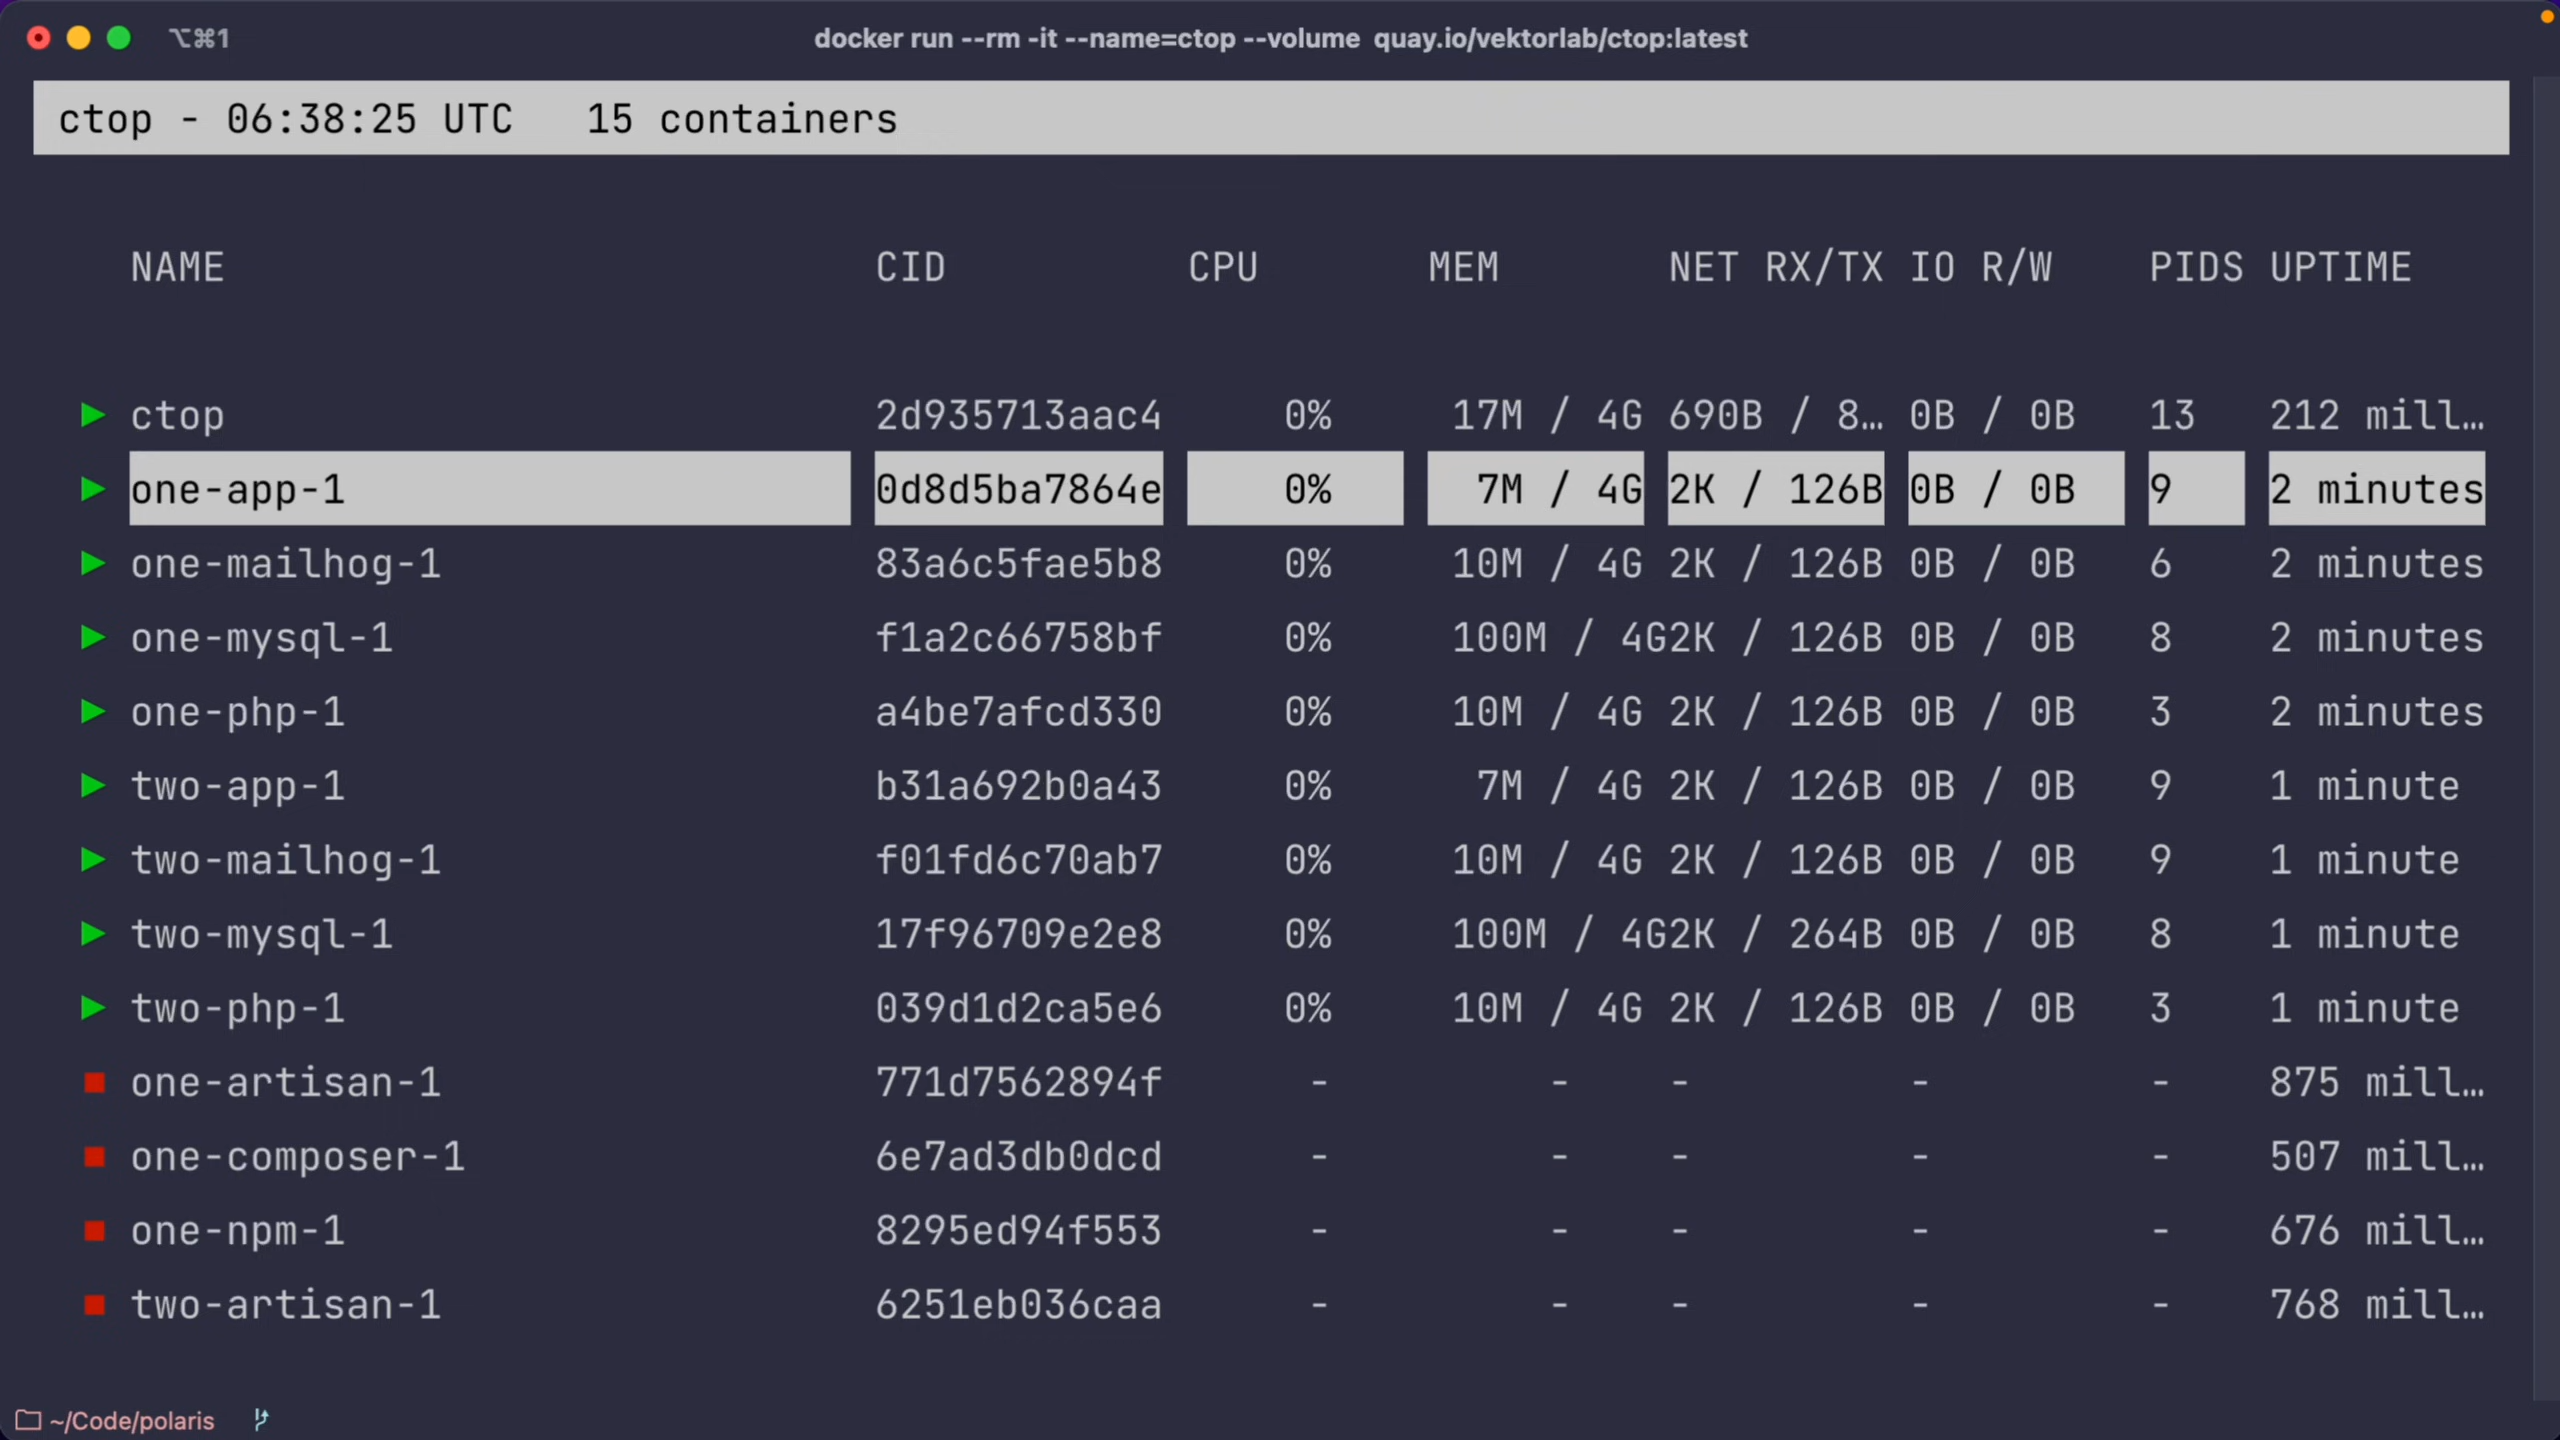 ⌥⌘1 docker run --rm -it --name=ctop --volume quay.io/vektorlab/ctop:latest
ctop - 06:38:25 UTC 15 containers
NAME CID CPU MEM NET RX/TX IO R/W PIDS UPTIME
ctop 2d935713aac4 0% 17M / 4G 690B / 8… 0B / 0B 13 212 mill…
one-app-1 0d8d5ba7864e 0% 7M / 4G 2K / 126B 0B / 0B 9 2 minutes
one-mailhog-1 83a6c5fae5b8 0% 10M / 4G 2K / 126B 0B / 0B 6 2 minutes
one-mysql-1 f1a2c66758bf 0% 100M / 4G2K / 126B 0B / 0B 8 2 minutes
one-php-1 a4be7afcd330 0% 10M / 4G 2K / 126B 0B / 0B 3 2 minutes
two-app-1 b31a692b0a43 0% 7M / 4G 2K / 126B 0B / 0B 9 1 minute
two-mailhog-1 f01fd6c70ab7 0% 10M / 4G 2K / 126B 0B / 0B 9 1 minute
two-mysql-1 17f96709e2e8 0% 100M / 4G2K / 264B 0B / 0B 8 1 minute
two-php-1 039d1d2ca5e6 0% 10M / 4G 2K / 126B 0B / 0B 3 1 minute
one-artisan-1 771d7562894f - - - - - 875 mill…
one-composer-1 6e7ad3db0dcd - - - - - 507 mill…
one-npm-1 8295ed94f553 - - - - - 676 mill…
two-artisan-1 6251eb036caa - - - - - 768 mill…
~/Code/polaris